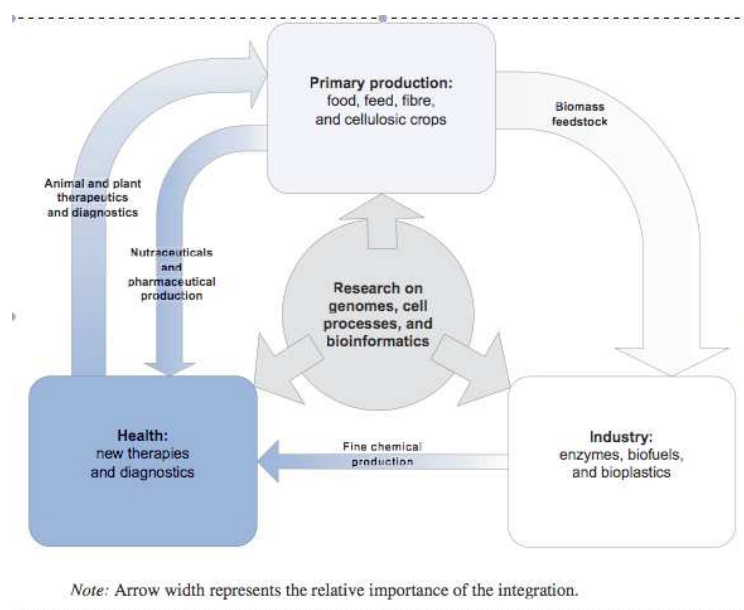 Primary production:
food, feed, fibre,
and cellulosic crops
Biomass
feedstock
Animal and plant
therapeutics
and diagnostics
Nutraceuticals
and
pharmaceutical
production
Research on
genomes, cell
processes, and
bioinformatics
Health:
new therapies
and diagnostics
Fine chemical
production
Industry:
enzymes, biofuels,
and bioplastics
Note: Arrow width represents the relative importance of the integration.